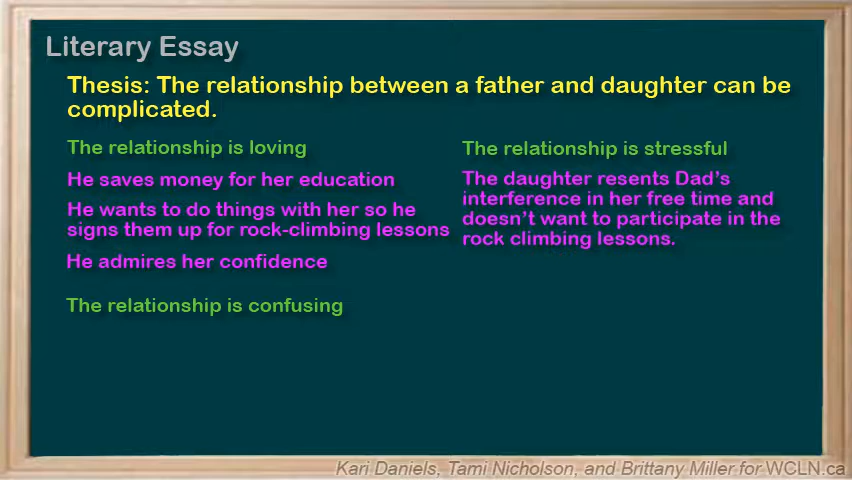 Literary Essay
Thesis: The relationship between a father and daughter can be
complicated.
The relationship is loving
He saves money for her education
He wants to do things with her so he
signs them up for rock-climbing lessons
He admires her confidence
The relationship is confusing
The relationship is stressful
The daughter resents Dad's
interference in her free time and
doesn't want to participate in the
rock climbing lessons.
Kari Daniels, Tami Nicholson, and Brittany Miller for WCLN.ca